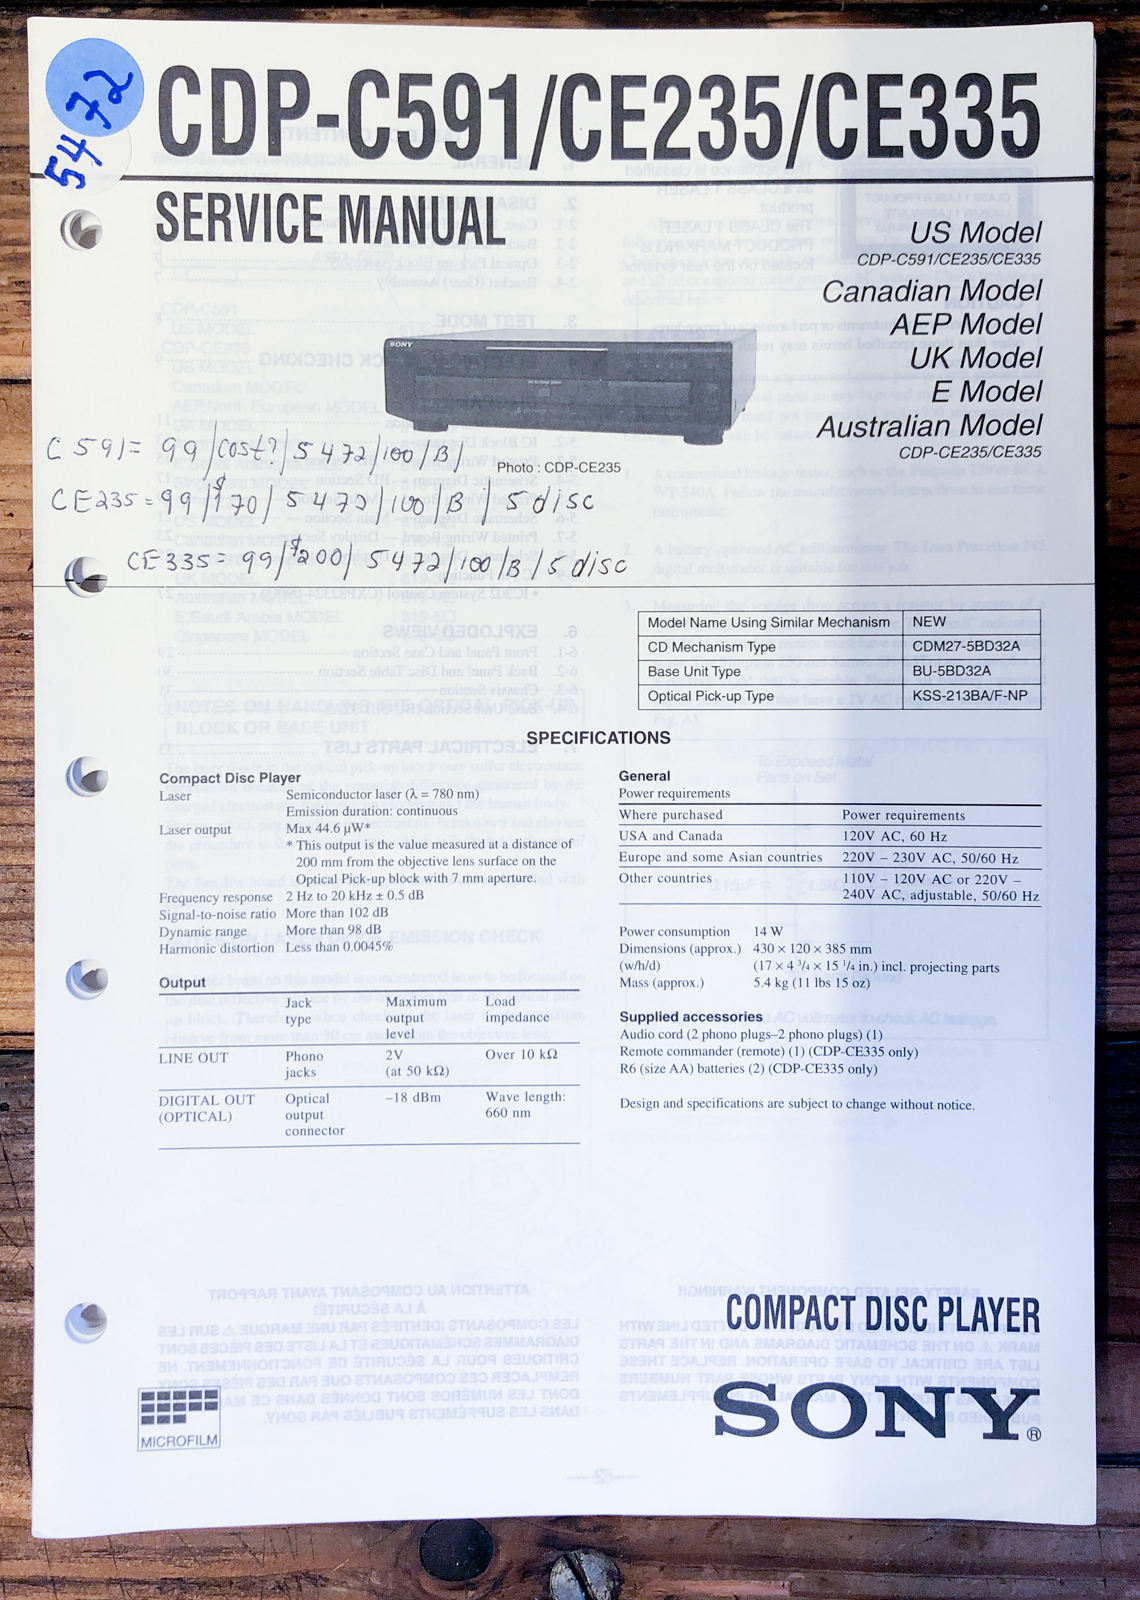 5472
CDP-C591/CE235/CE335
SERVICE MANUAL
US Model
CDP-C591/CE235/CE335
Canadian Model
AEP Model
UK Model
E Model
Australian Model
CDP-CE235/CE335
SONY
Photo : CDP-CE235
C591= 99/cost?/5472/100/B/
CE235=99/$170/5472/100/B/5 disc
CE335=99/$200/5472/100/B/5 disc
Model Name Using Similar Mechanism NEW
CD Mechanism Type CDM27-5BD32A
Base Unit Type BU-5BD32A
Optical Pick-up Type KSS-213BA/F-NP
SPECIFICATIONS
Compact Disc Player
Laser Semiconductor laser (λ = 780 nm)
Emission duration: continuous
Laser output Max 44.6 µW*
* This output is the value measured at a distance of
200 mm from the objective lens surface on the
Optical Pick-up block with 7 mm aperture.
Frequency response 2 Hz to 20 kHz ± 0.5 dB
Signal-to-noise ratio More than 102 dB
Dynamic range More than 98 dB
Harmonic distortion Less than 0.0045%
Output
Jack type Maximum output level Load impedance
LINE OUT Phono jacks 2V (at 50 kΩ) Over 10 kΩ
DIGITAL OUT (OPTICAL) Optical output connector –18 dBm Wave length: 660 nm
General
Power requirements
Where purchased Power requirements
USA and Canada 120V AC, 60 Hz
Europe and some Asian countries 220V – 230V AC, 50/60 Hz
Other countries 110V – 120V AC or 220V –
240V AC, adjustable, 50/60 Hz
Power consumption 14 W
Dimensions (approx.) 430 × 120 × 385 mm
(w/h/d) (17 × 4 3/4 × 15 1/4 in.) incl. projecting parts
Mass (approx.) 5.4 kg (11 lbs 15 oz)
Supplied accessories
Audio cord (2 phono plugs–2 phono plugs) (1)
Remote commander (remote) (1) (CDP-CE335 only)
R6 (size AA) batteries (2) (CDP-CE335 only)
Design and specifications are subject to change without notice.
COMPACT DISC PLAYER
SONY®
MICROFILM